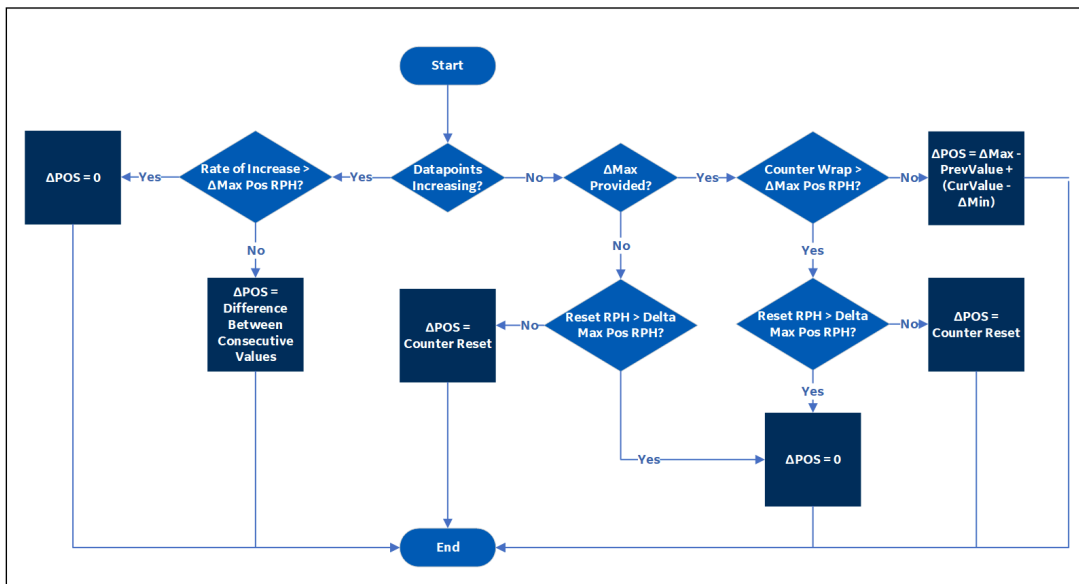 Start
Rate of Increase >
ΔMax Pos RPH?
Datapoints
Increasing?
ΔMax
Provided?
Counter Wrap >
ΔMax Pos RPH?
ΔPOS = ΔMax -
PrevValue +
(CurValue -
ΔMin)
ΔPOS = 0
Yes
Yes
No
Yes
No
No
No
Yes
ΔPOS =
Difference
Between
Consecutive
Values
ΔPOS =
Counter Reset
No
Reset RPH > Delta
Max Pos RPH?
Reset RPH > Delta
Max Pos RPH?
No
ΔPOS =
Counter Reset
Yes
Yes
ΔPOS = 0
End